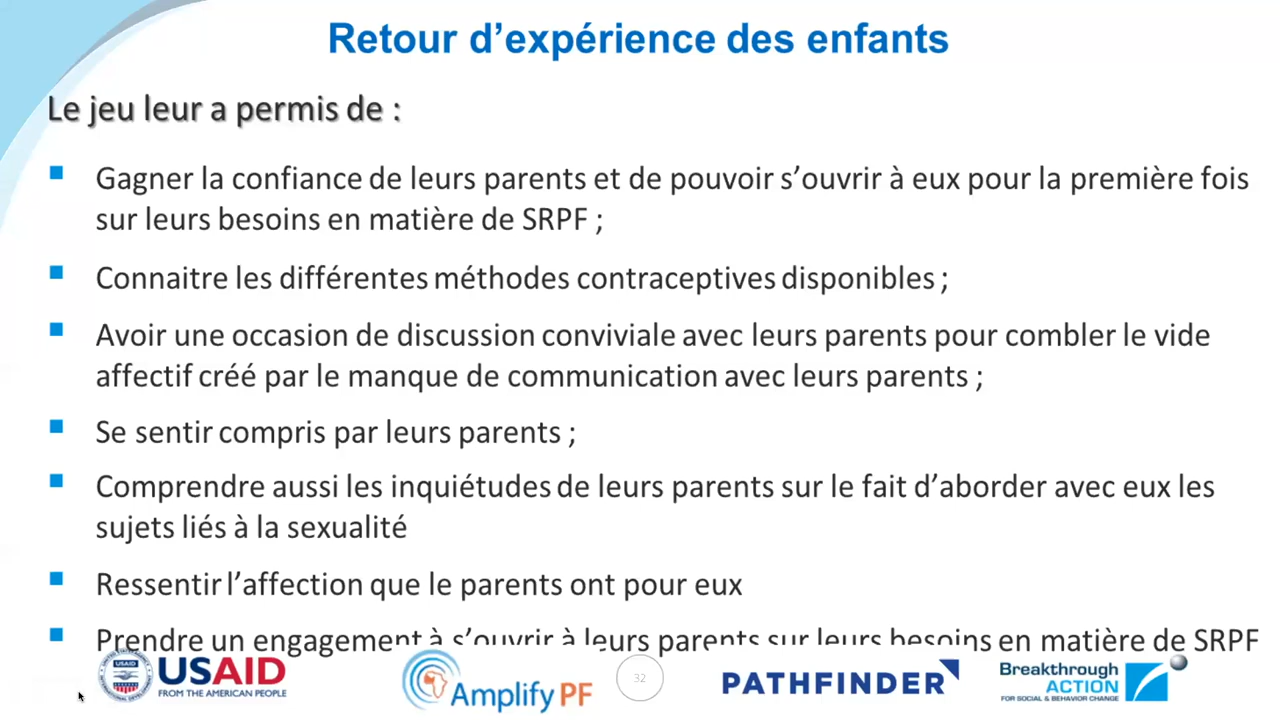 Retour d’expérience des enfants
Le jeu leur a permis de :
Gagner la confiance de leurs parents et de pouvoir s’ouvrir à eux pour la première fois
sur leurs besoins en matière de SRPF ;
Connaitre les différentes méthodes contraceptives disponibles ;
Avoir une occasion de discussion conviviale avec leurs parents pour combler le vide
affectif créé par le manque de communication avec leurs parents ;
Se sentir compris par leurs parents ;
Comprendre aussi les inquiétudes de leurs parents sur le fait d’aborder avec eux les
sujets liés à la sexualité
Ressentir l’affection que le parents ont pour eux
Prendre un engagement à s’ouvrir à leurs parents sur leurs besoins en matière de SRPF
USAID
USAID
FROM THE AMERICAN PEOPLE
Amplify PF
32
PATHFINDER
Breakthrough
ACTION
FOR SOCIAL & BEHAVIOR CHANGE